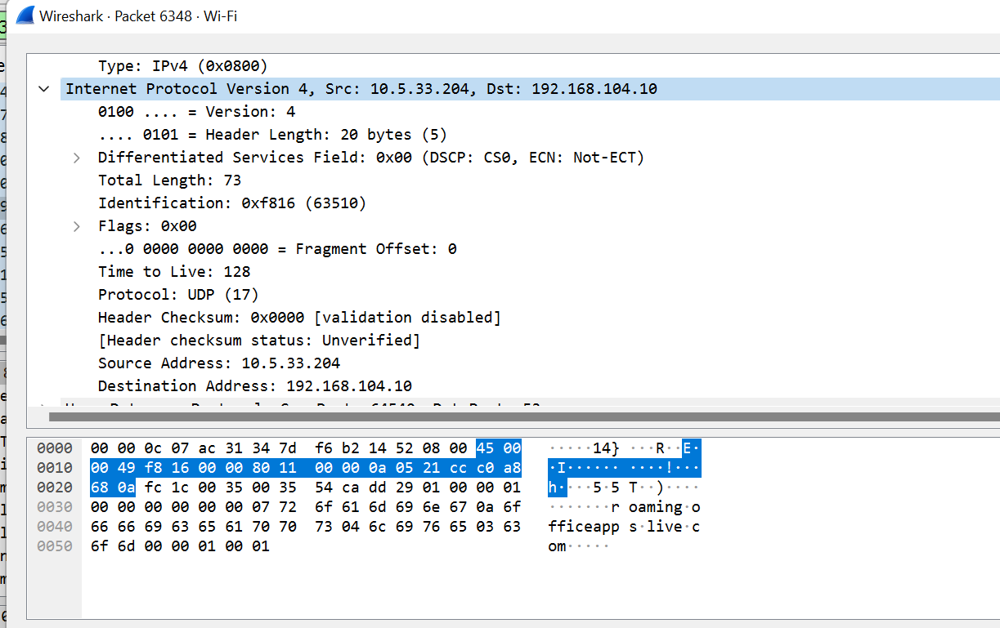 Wireshark · Packet 6348 · Wi-Fi
Type: IPv4 (0x0800)
Internet Protocol Version 4, Src: 10.5.33.204, Dst: 192.168.104.10
0100 .... = Version: 4
.... 0101 = Header Length: 20 bytes (5)
Differentiated Services Field: 0x00 (DSCP: CS0, ECN: Not-ECT)
Total Length: 73
Identification: 0xf816 (63510)
Flags: 0x00
...0 0000 0000 0000 = Fragment Offset: 0
Time to Live: 128
Protocol: UDP (17)
Header Checksum: 0x0000 [validation disabled]
[Header checksum status: Unverified]
Source Address: 10.5.33.204
Destination Address: 192.168.104.10
0000 00 00 0c 07 ac 31 34 7d f6 b2 14 52 08 00 45 00 ·····14} ···R··E·
0010 00 49 f8 16 00 00 80 11 00 00 0a 05 21 cc c0 a8 ·I······ ····!···
0020 68 0a fc 1c 00 35 00 35 54 ca dd 29 01 00 00 01 h····5·5 T··)····
0030 00 00 00 00 00 00 07 72 6f 61 6d 69 6e 67 0a 6f ·······r oaming·o
0040 66 66 69 63 65 61 70 70 73 04 6c 69 76 65 03 63 fficeapp s·live·c
0050 6f 6d 00 00 01 00 01 om·····